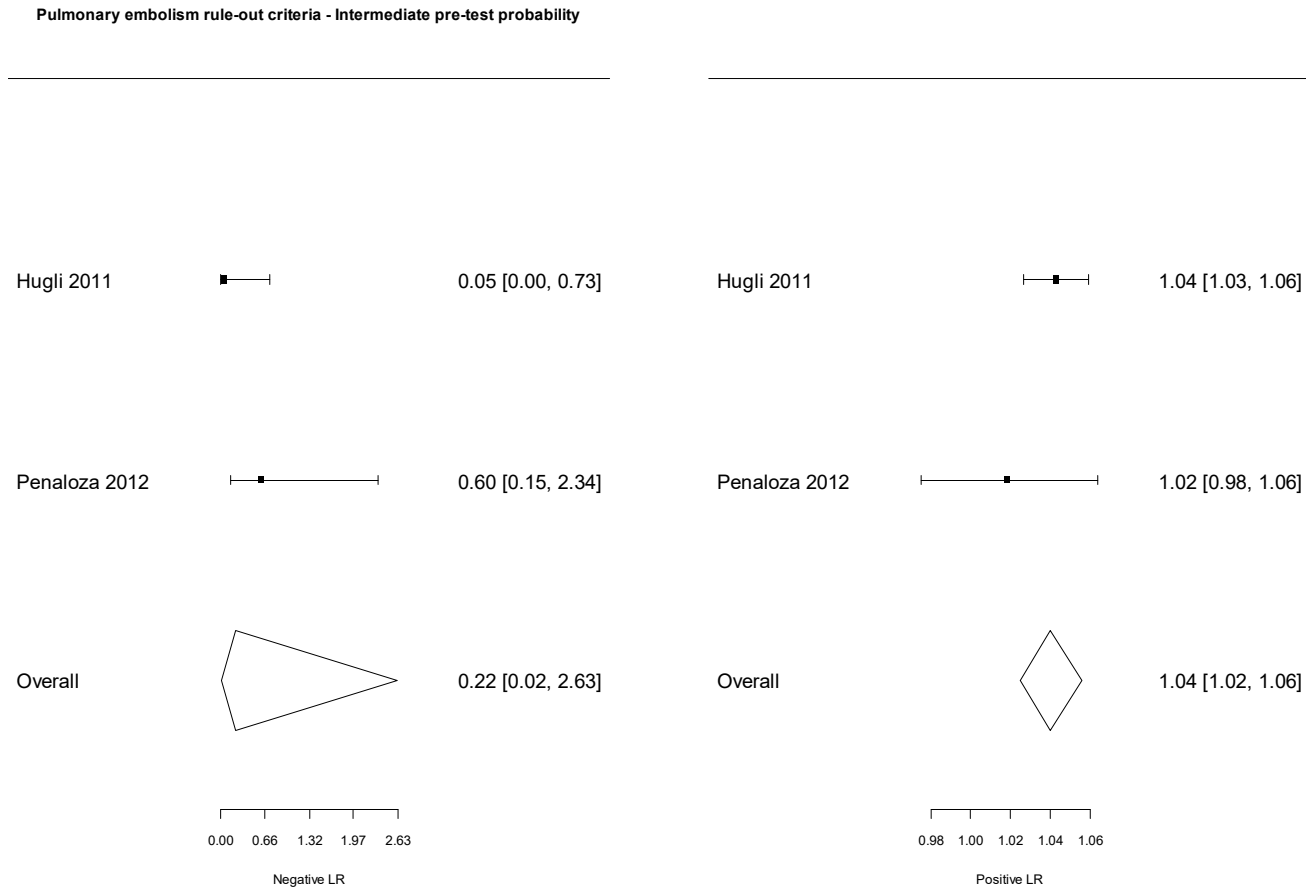 Pulmonary embolism rule-out criteria - Intermediate pre-test probability
Hugli 2011 0.05 [0.00, 0.73] Hugli 2011 1.04 [1.03, 1.06]
Penaloza 2012 0.60 [0.15, 2.34] Penaloza 2012 1.02 [0.98, 1.06]
Overall 0.22 [0.02, 2.63] Overall 1.04 [1.02, 1.06]
0.00 0.66 1.32 1.97 2.63 0.98 1.00 1.02 1.04 1.06
Negative LR Positive LR